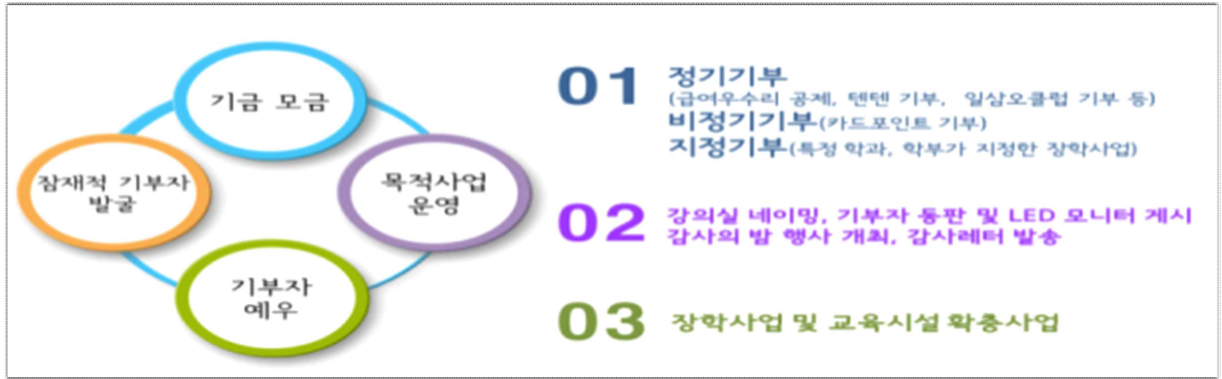 기금 모금
잠재적 기부자
발굴
목적사업
운영
기부자
예우
01
정기기부
(급여우수리 공제, 텐텐 기부, 일상오클럽 기부 등)
비정기기부(카드포인트 기부)
지정기부(특정 학과, 학부가 지정한 장학사업)
02
강의실 네이밍, 기부자 동판 및 LED 모니터 게시
감사의 밤 행사 개최, 감사레터 발송
03
장학사업 및 교육시설 확충사업